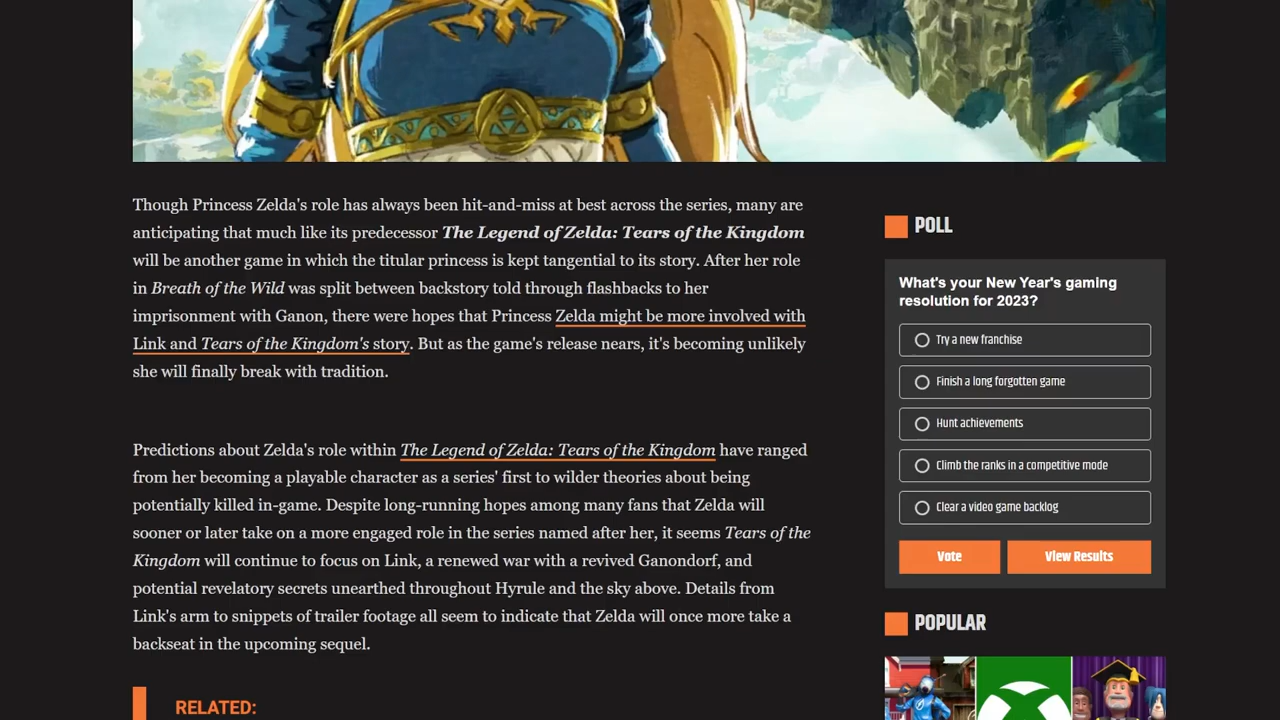 Though Princess Zelda's role has always been hit-and-miss at best across the series, many are
anticipating that much like its predecessor The Legend of Zelda: Tears of the Kingdom
will be another game in which the titular princess is kept tangential to its story. After her role
in Breath of the Wild was split between backstory told through flashbacks to her
imprisonment with Ganon, there were hopes that Princess Zelda might be more involved with
Link and Tears of the Kingdom's story. But as the game's release nears, it's becoming unlikely
she will finally break with tradition.
Predictions about Zelda's role within The Legend of Zelda: Tears of the Kingdom have ranged
from her becoming a playable character as a series' first to wilder theories about being
potentially killed in-game. Despite long-running hopes among many fans that Zelda will
sooner or later take on a more engaged role in the series named after her, it seems Tears of the
Kingdom will continue to focus on Link, a renewed war with a revived Ganondorf, and
potential revelatory secrets unearthed throughout Hyrule and the sky above. Details from
Link's arm to snippets of trailer footage all seem to indicate that Zelda will once more take a
backseat in the upcoming sequel.
RELATED:
POLL
What's your New Year's gaming
resolution for 2023?
Try a new franchise
Finish a long forgotten game
Hunt achievements
Climb the ranks in a competitive mode
Clear a video game backlog
Vote
View Results
POPULAR